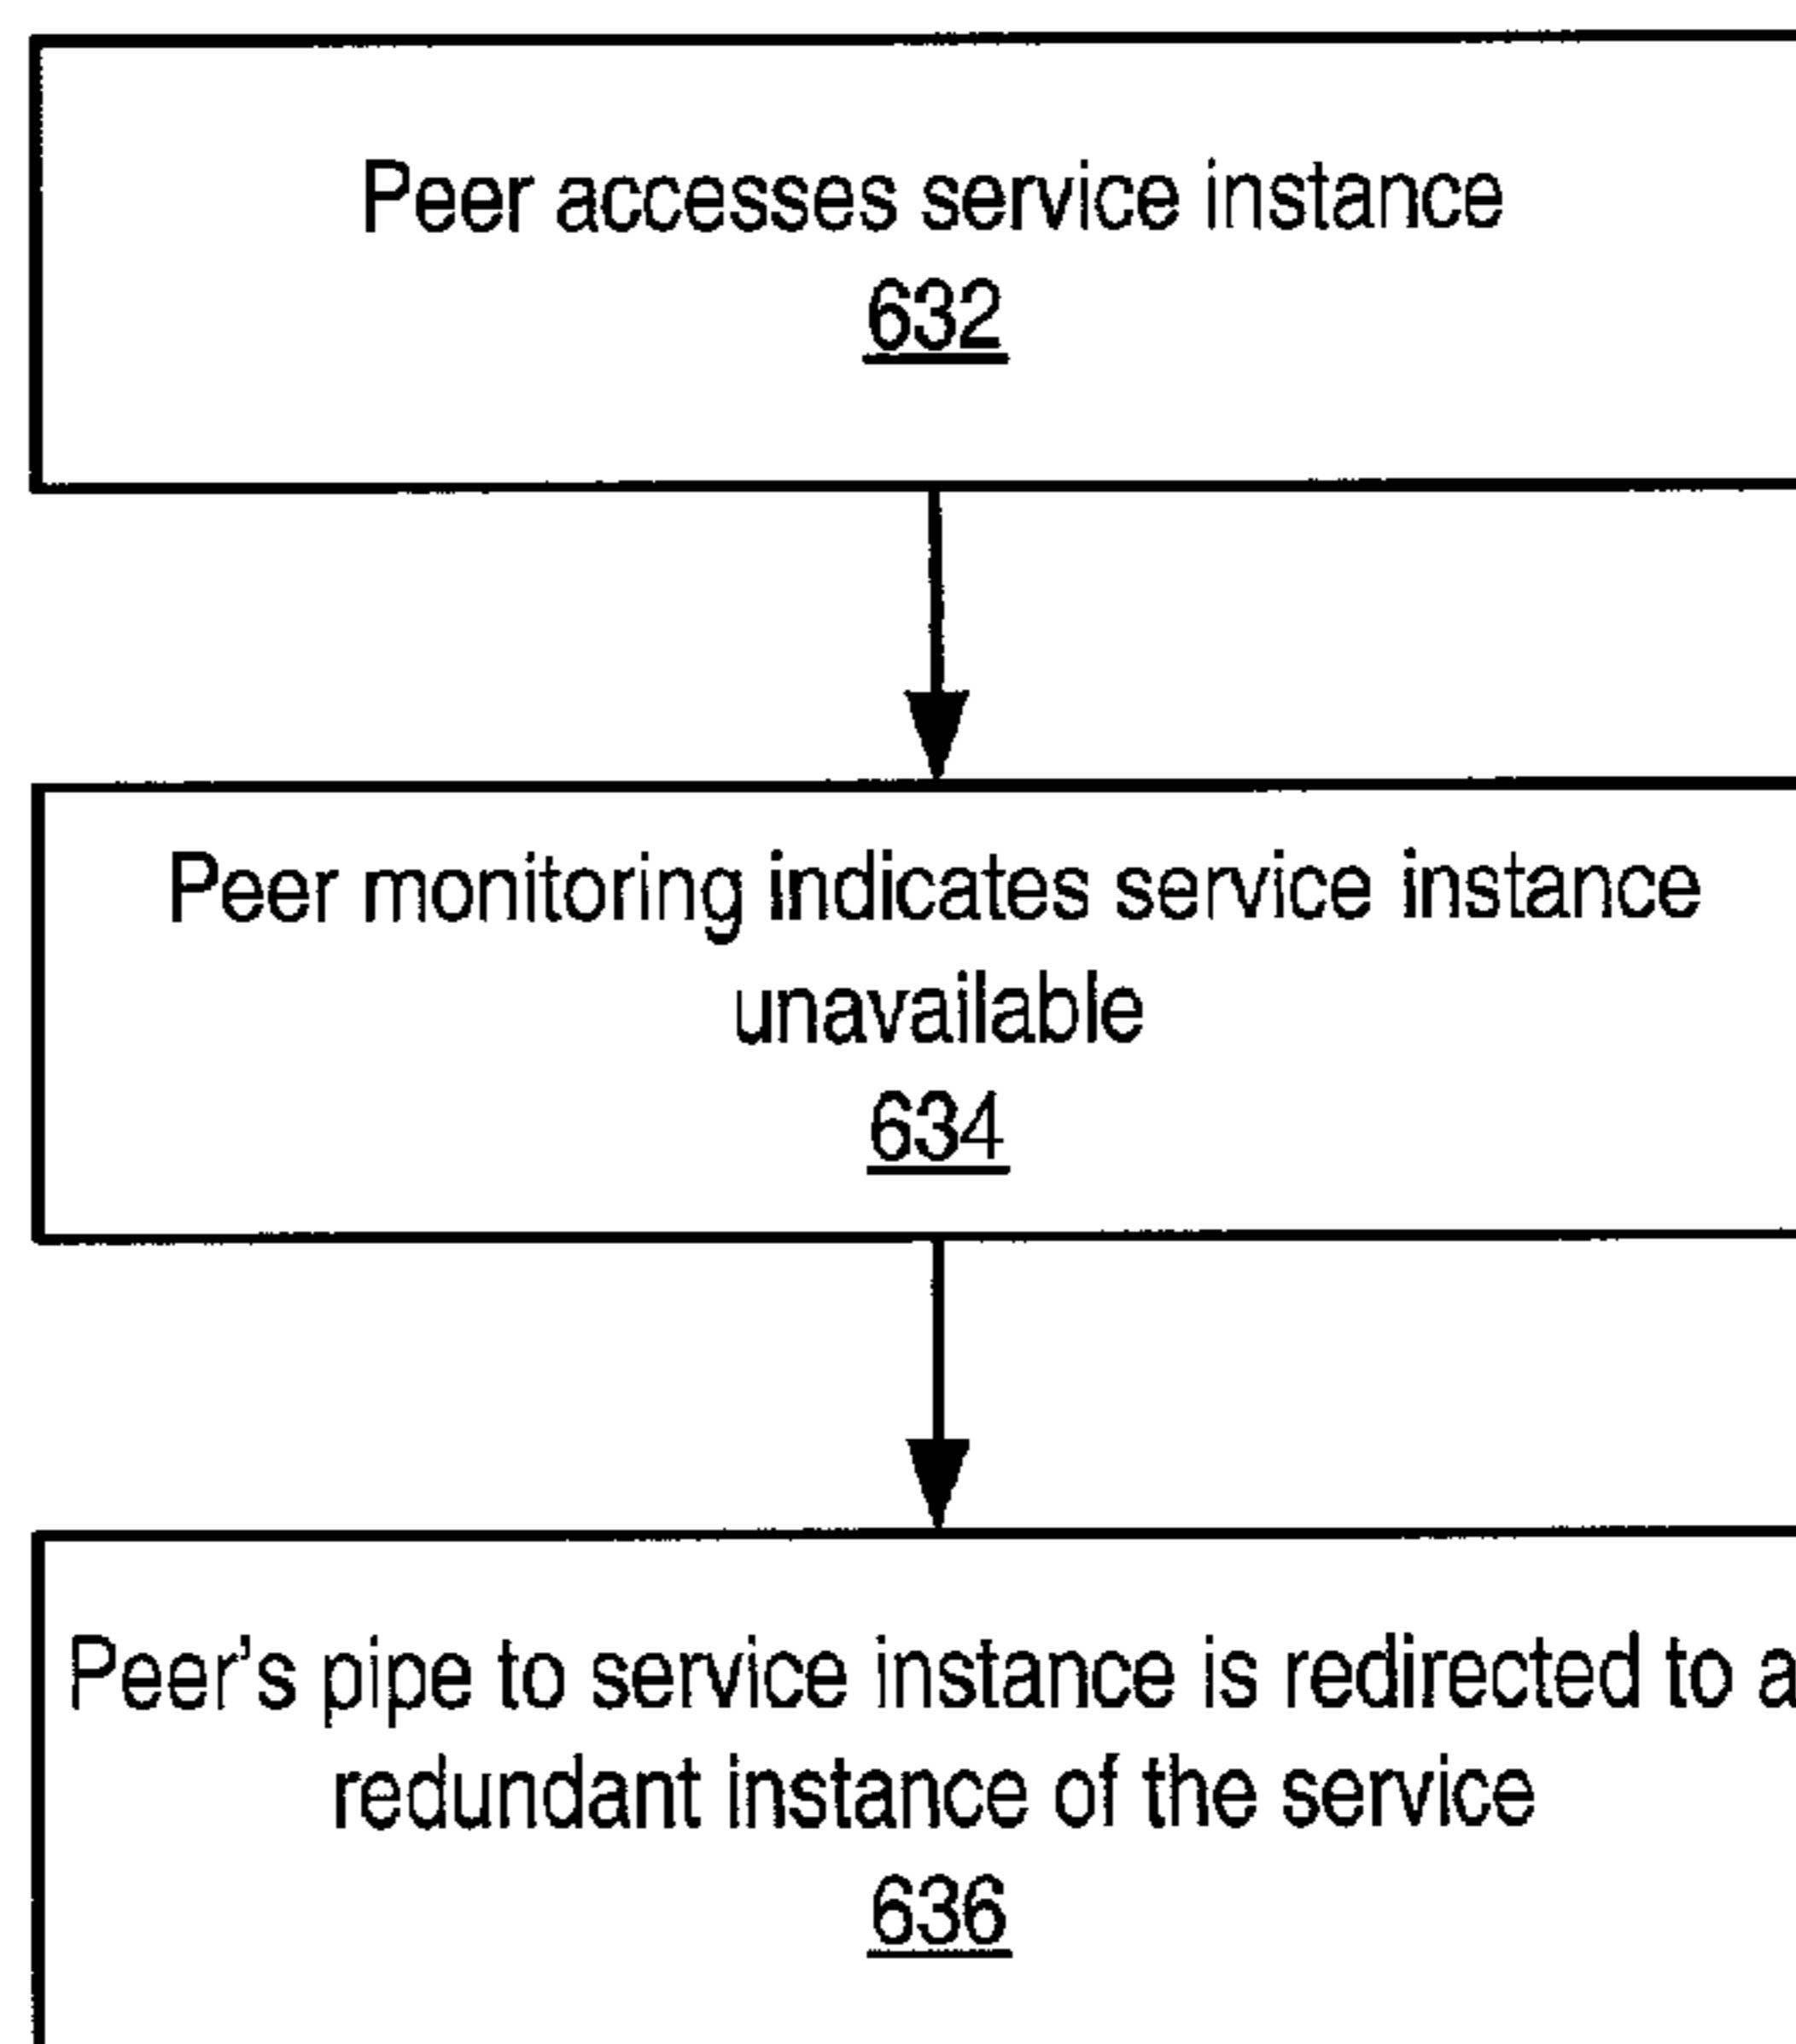 Peer accesses service instance
632
Peer monitoring indicates service instance
unavailable
634
Peer's pipe to service instance is redirected to a
redundant instance of the service
636